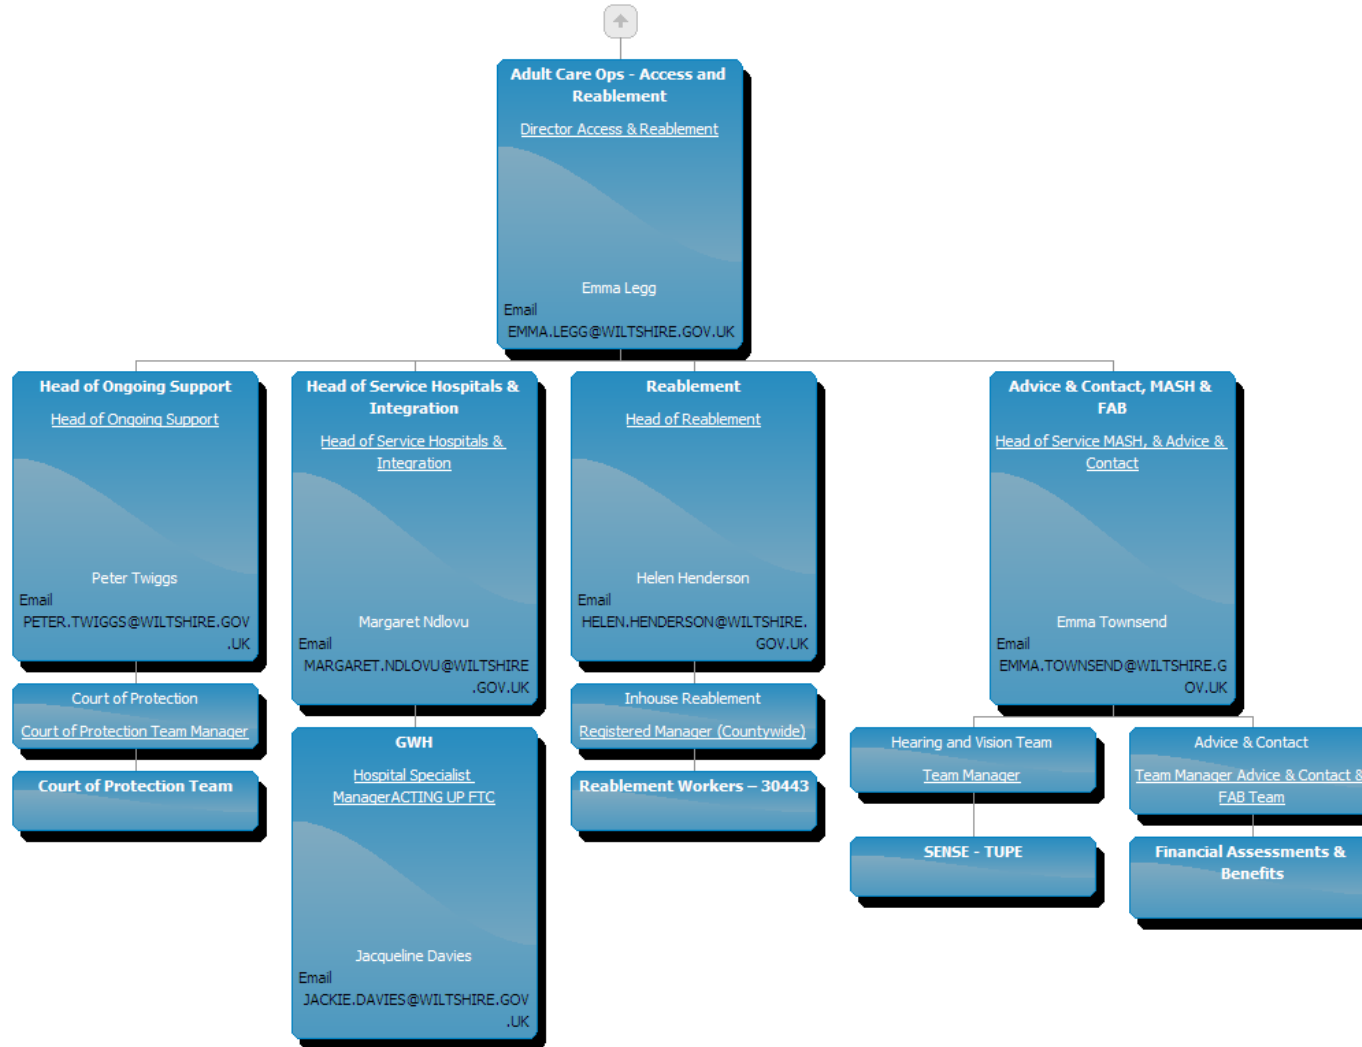 Adult Care Ops - Access and
Reablement
Director Access & Reablement
Emma Legg
Email
EMMA.LEGG@WILTSHIRE.GOV.UK
Head of Ongoing Support
Head of Ongoing Support
Peter Twiggs
Email
PETER.TWIGGS@WILTSHIRE.GOV
.UK
Court of Protection
Court of Protection Team Manager
Court of Protection Team
Head of Service Hospitals &
Integration
Head of Service Hospitals &
Integration
Margaret Ndlovu
Email
MARGARET.NDLOVU@WILTSHIRE
.GOV.UK
GWH
Hospital Specialist
ManagerACTING UP FTC
Jacqueline Davies
Email
JACKIE.DAVIES@WILTSHIRE.GOV
.UK
Reablement
Head of Reablement
Helen Henderson
Email
HELEN.HENDERSON@WILTSHIRE.
GOV.UK
Inhouse Reablement
Registered Manager (Countywide)
Reablement Workers – 30443
Advice & Contact, MASH &
FAB
Head of Service MASH, & Advice &
Contact
Emma Townsend
Email
EMMA.TOWNSEND@WILTSHIRE.G
OV.UK
Hearing and Vision Team
Team Manager
SENSE - TUPE
Advice & Contact
Team Manager Advice & Contact &
FAB Team
Financial Assessments &
Benefits